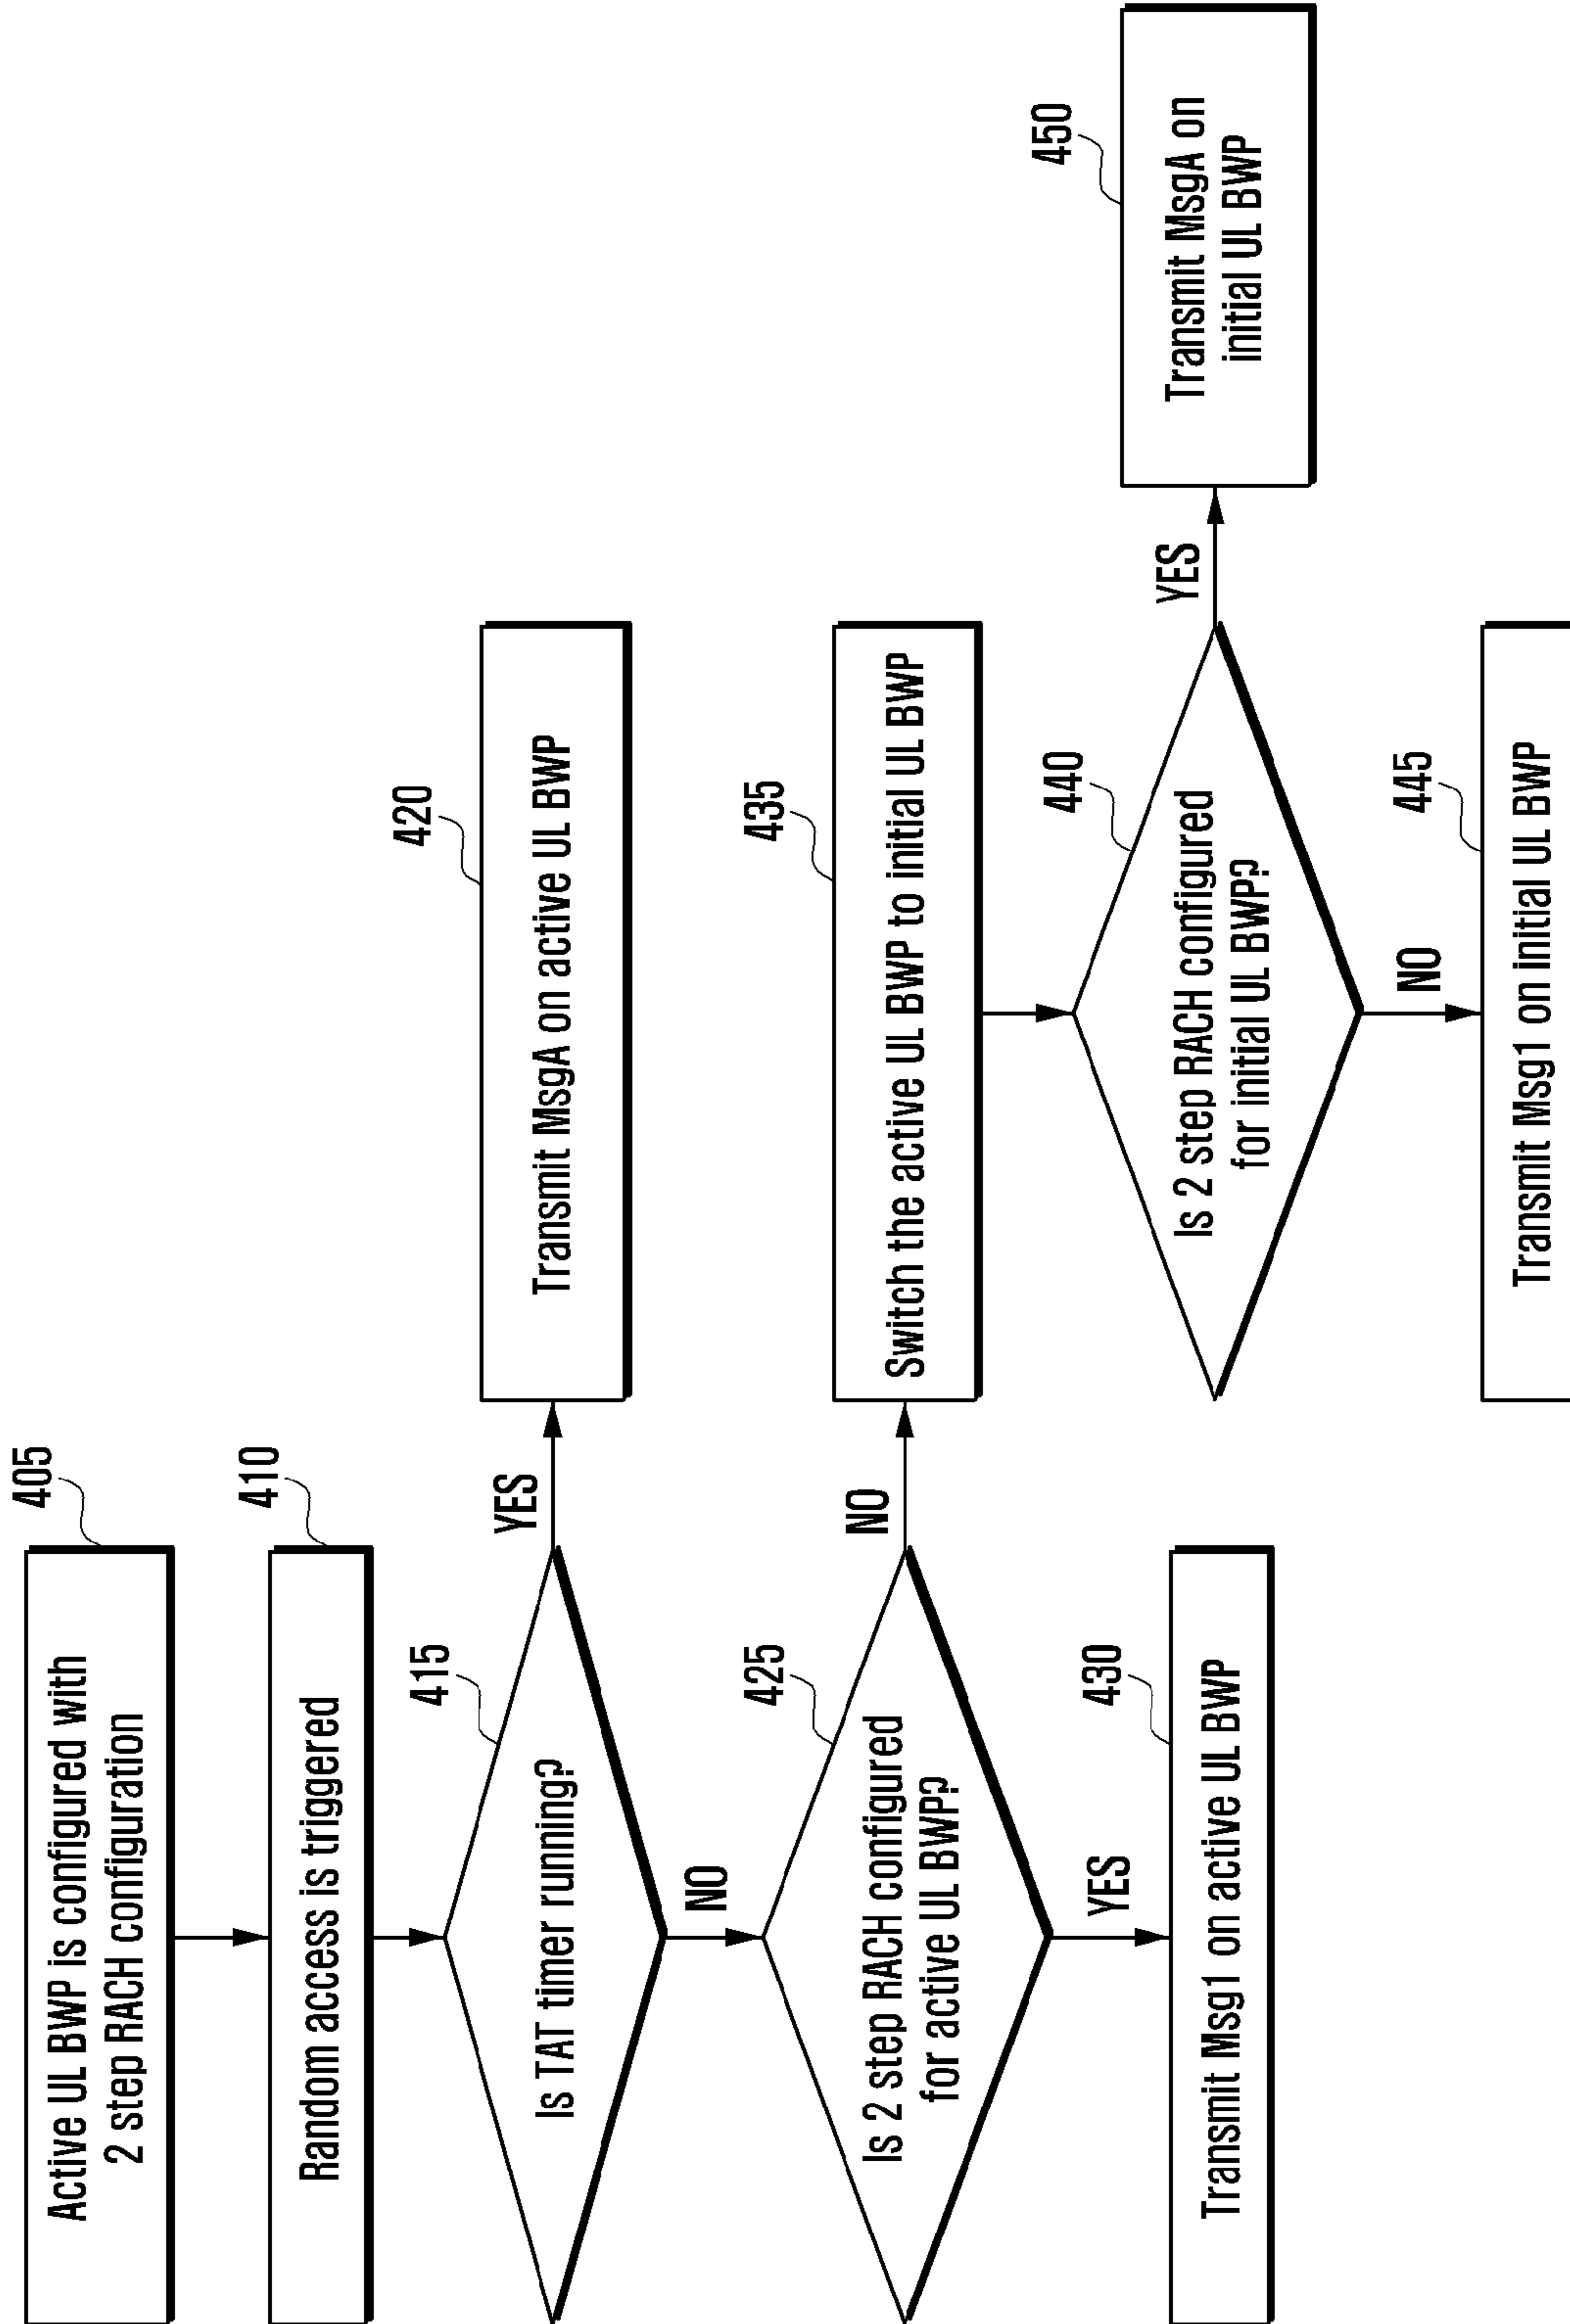 405
Active UL BWP is configured with
2 step RACH configuration
410
Random access is triggered
415
Is TAT timer running?
YES
420
Transmit MsgA on active UL BWP
NO
425
Is 2 step RACH configured
for active UL BWP?
NO
435
Switch the active UL BWP to initial UL BWP
YES
430
Transmit Msg1 on active UL BWP
440
Is 2 step RACH configured
for initial UL BWP?
YES
450
Transmit MsgA on
initial UL BWP
NO
445
Transmit Msg1 on initial UL BWP